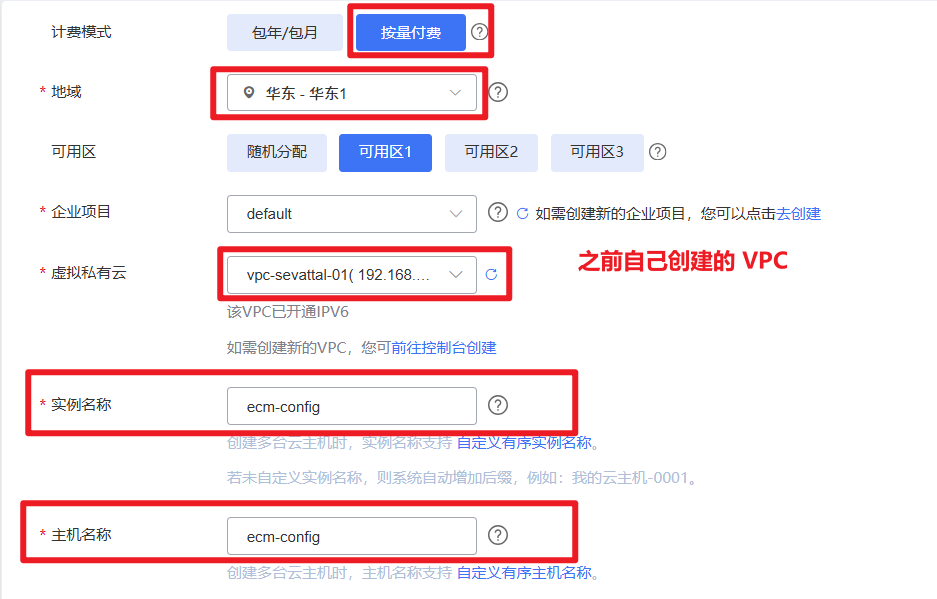 计费模式 包年/包月 按量付费 ?
* 地域 华东 - 华东1 ?
可用区 随机分配 可用区1 可用区2 可用区3 ?
* 企业项目 default ? 如需创建新的企业项目，您可以点击去创建
* 虚拟私有云 vpc-sevattal-01( 192.168.... 之前自己创建的 VPC
该VPC已开通IPV6
如需创建新的VPC，您可前往控制台创建
* 实例名称 ecm-config ?
创建多台云主机时，实例名称支持 自定义有序实例名称。
若未自定义实例名称，则系统自动增加后缀，例如：我的云主机-0001。
* 主机名称 ecm-config ?
创建多台云主机时，主机名称支持 自定义有序主机名称。